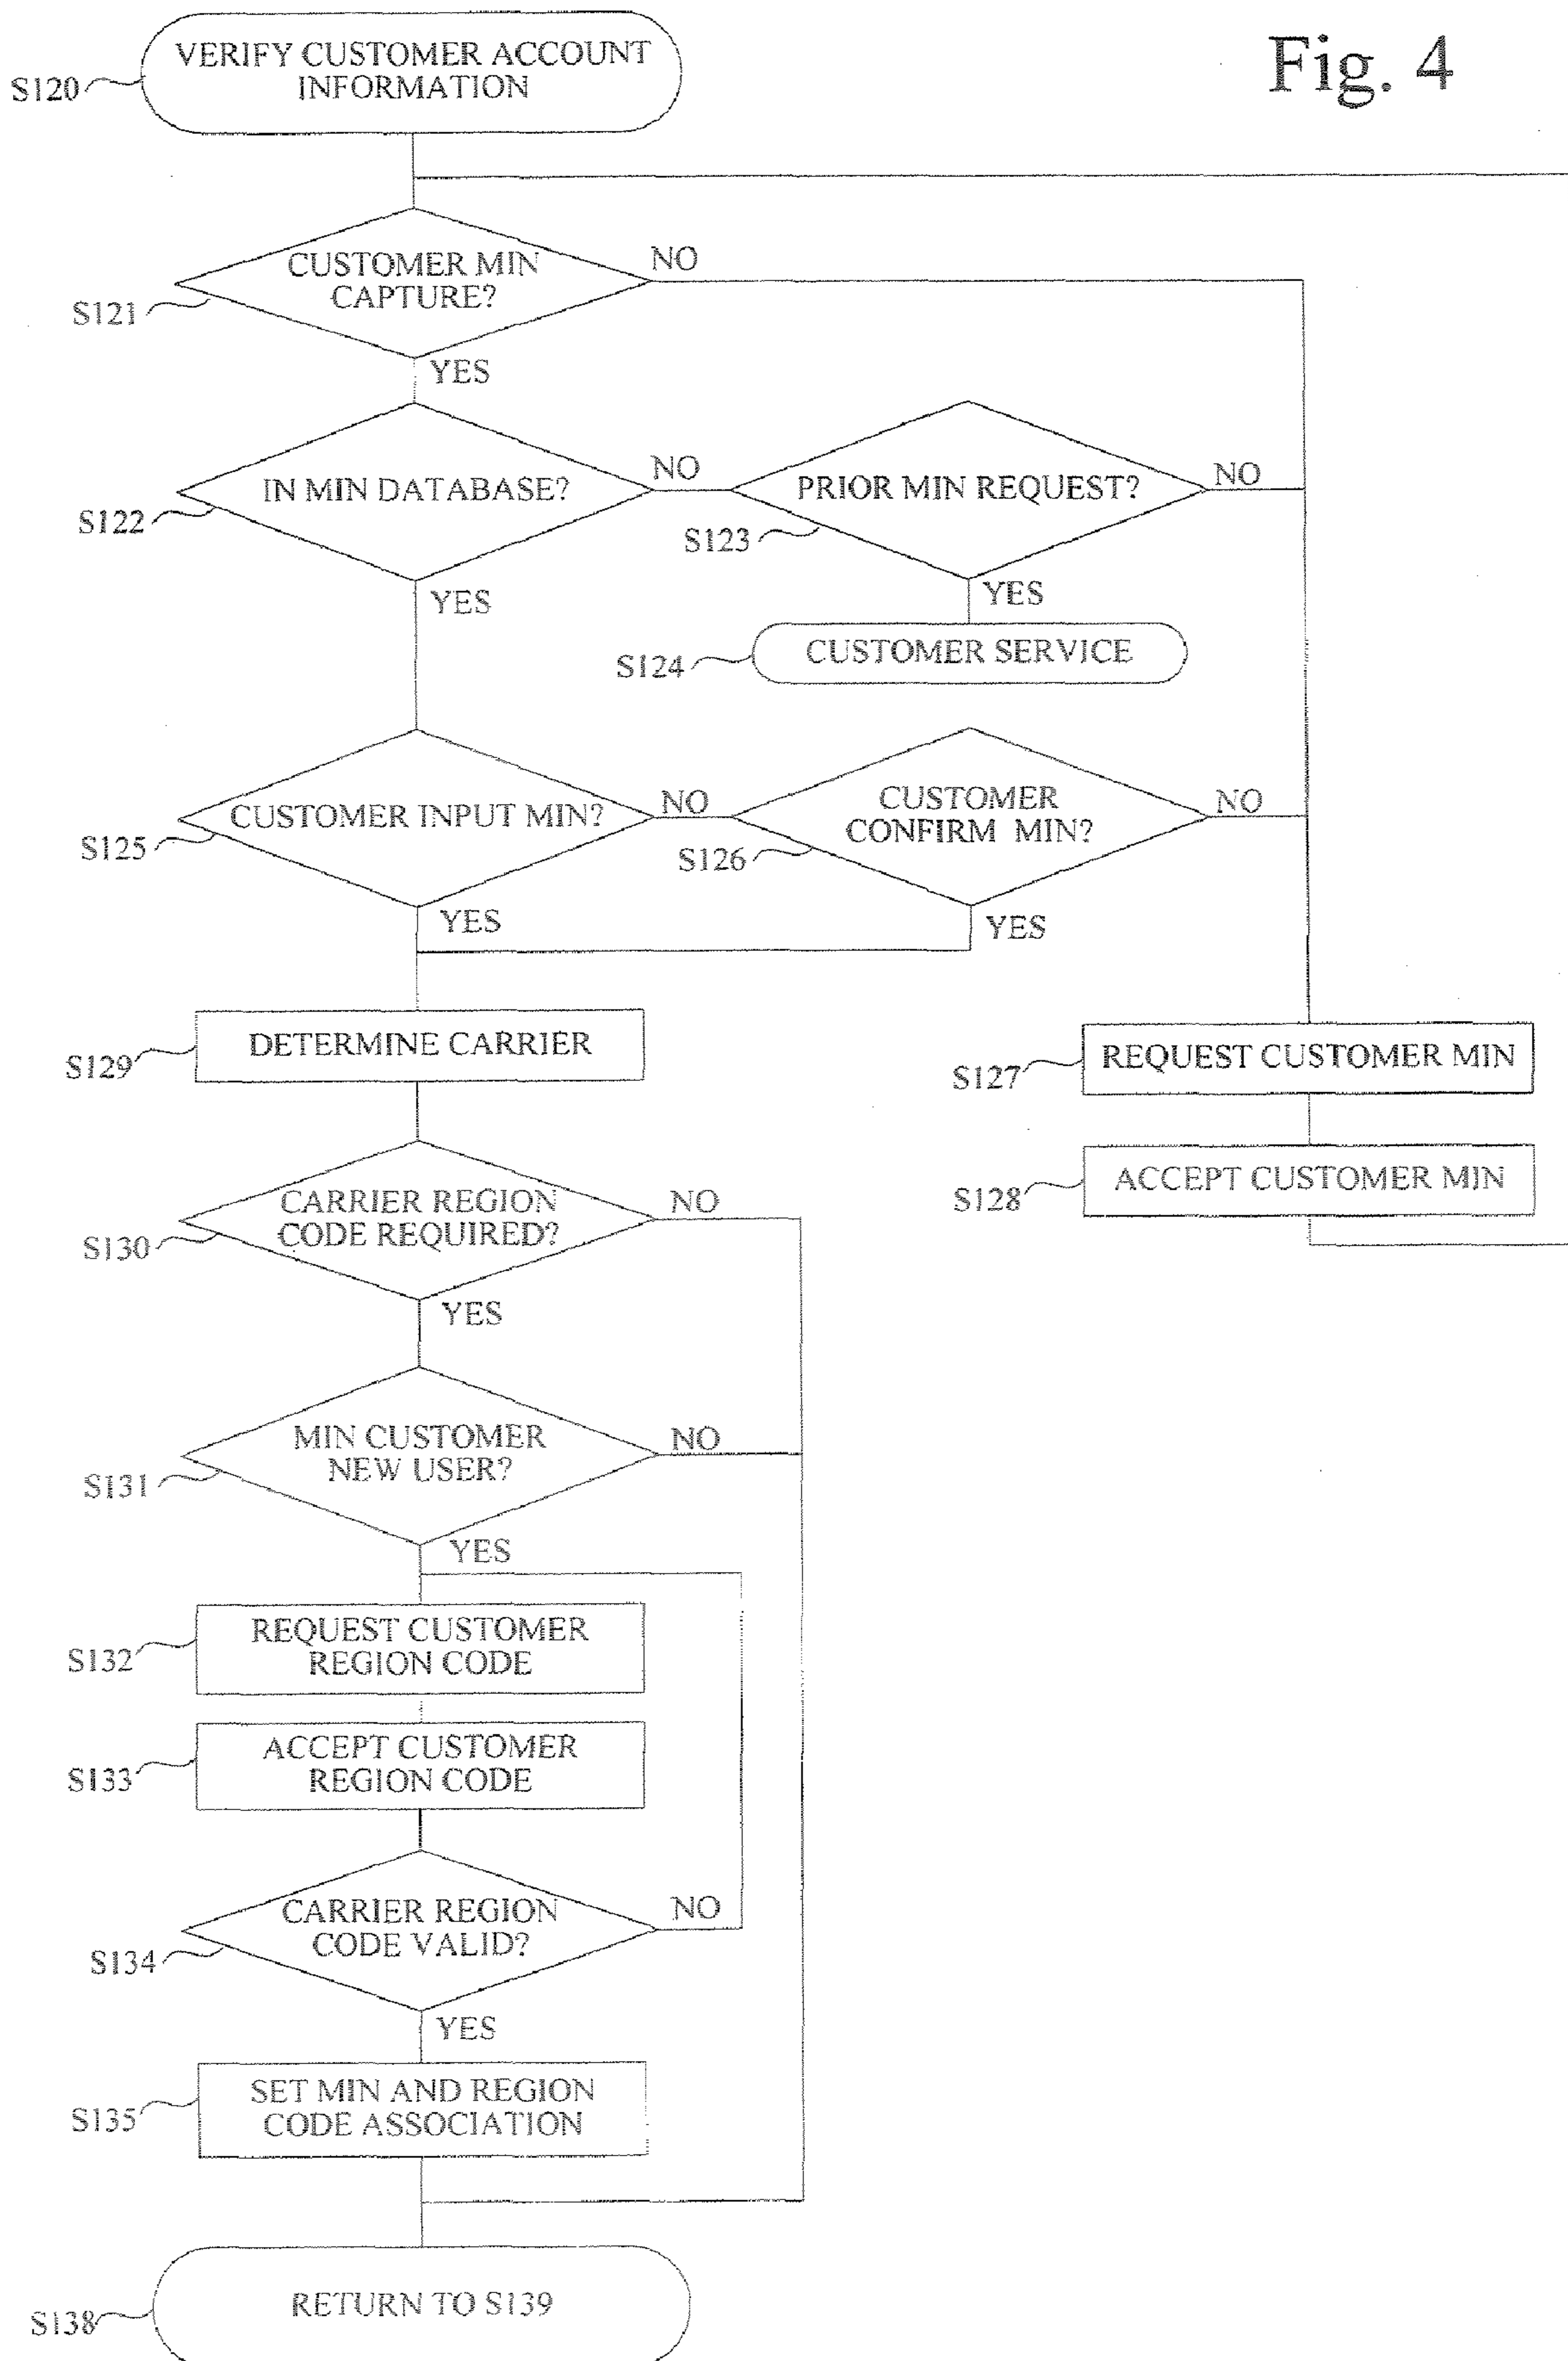 Fig. 4
VERIFY CUSTOMER ACCOUNT
INFORMATION
S120
CUSTOMER MIN
CAPTURE?
NO
S121
YES
IN MIN DATABASE?
NO
PRIOR MIN REQUEST?
NO
S122
S123
YES
YES
CUSTOMER SERVICE
S124
CUSTOMER INPUT MIN?
NO
CUSTOMER
CONFIRM MIN?
NO
S125
S126
YES
YES
DETERMINE CARRIER
S129
REQUEST CUSTOMER MIN
S127
ACCEPT CUSTOMER MIN
S128
CARRIER REGION
CODE REQUIRED?
NO
S130
YES
MIN CUSTOMER
NEW USER?
NO
S131
YES
REQUEST CUSTOMER
REGION CODE
S132
ACCEPT CUSTOMER
REGION CODE
S133
CARRIER REGION
CODE VALID?
NO
S134
YES
SET MIN AND REGION
CODE ASSOCIATION
S135
RETURN TO S139
S138